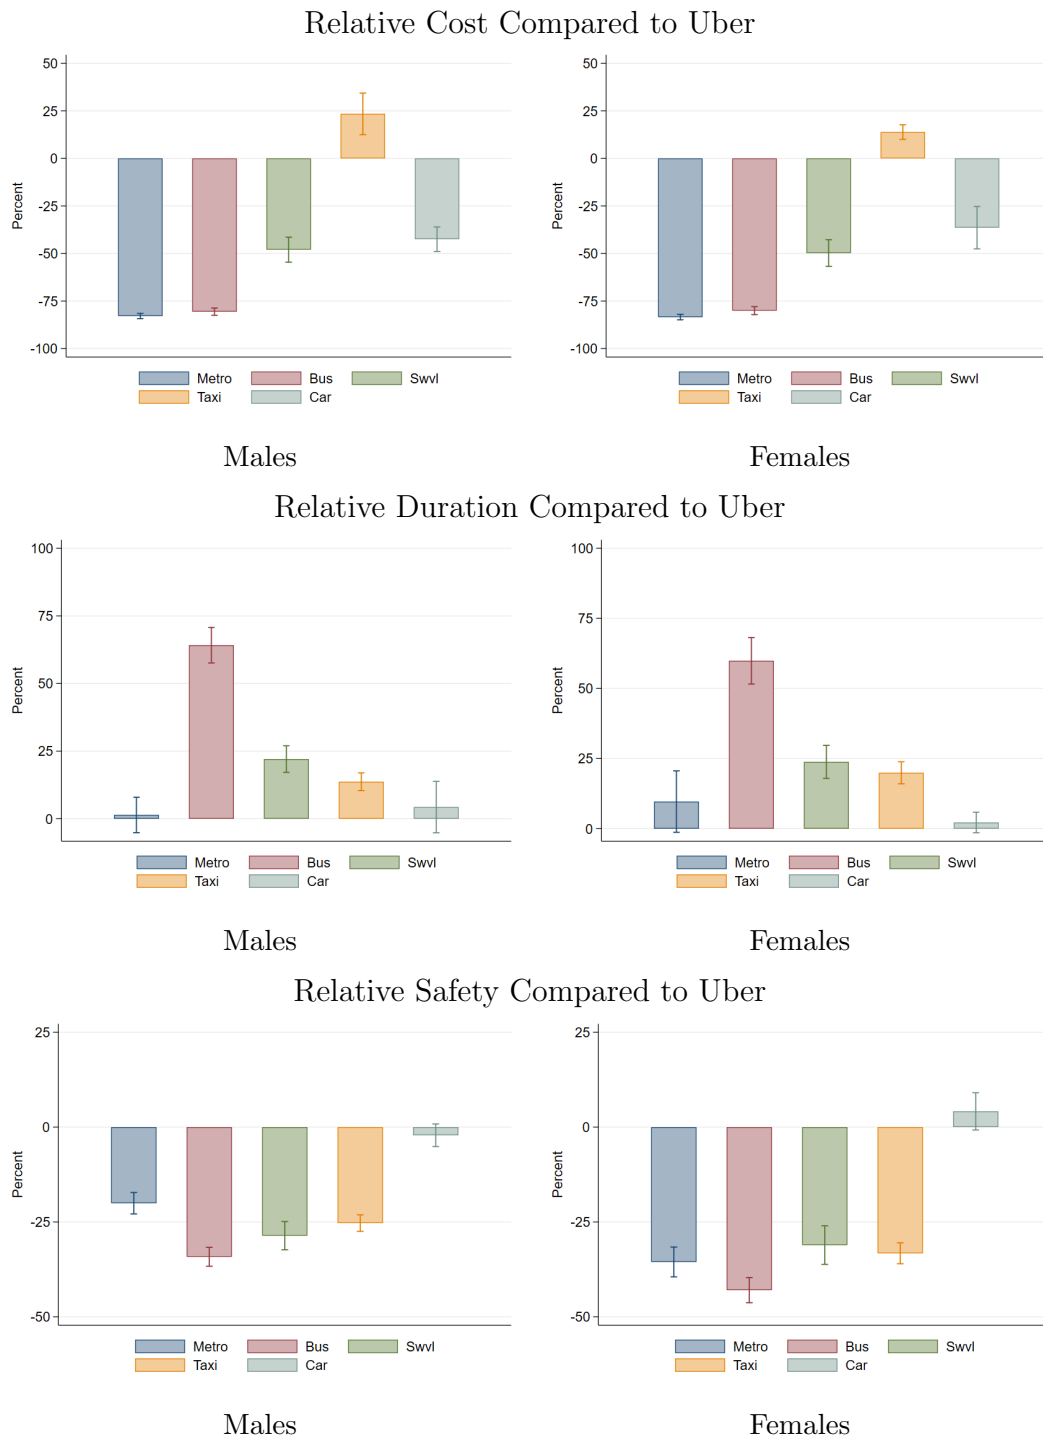 Relative Cost Compared to Uber
50
25
0
-25
-50
-75
-100
Percent
Metro Bus Swvl
Taxi Car
Males
50
25
0
-25
-50
-75
-100
Percent
Metro Bus Swvl
Taxi Car
Females
Relative Duration Compared to Uber
100
75
50
25
0
Percent
Metro Bus Swvl
Taxi Car
Males
100
75
50
25
0
Percent
Metro Bus Swvl
Taxi Car
Females
Relative Safety Compared to Uber
25
0
-25
-50
Percent
Metro Bus Swvl
Taxi Car
Males
25
0
-25
-50
Percent
Metro Bus Swvl
Taxi Car
Females